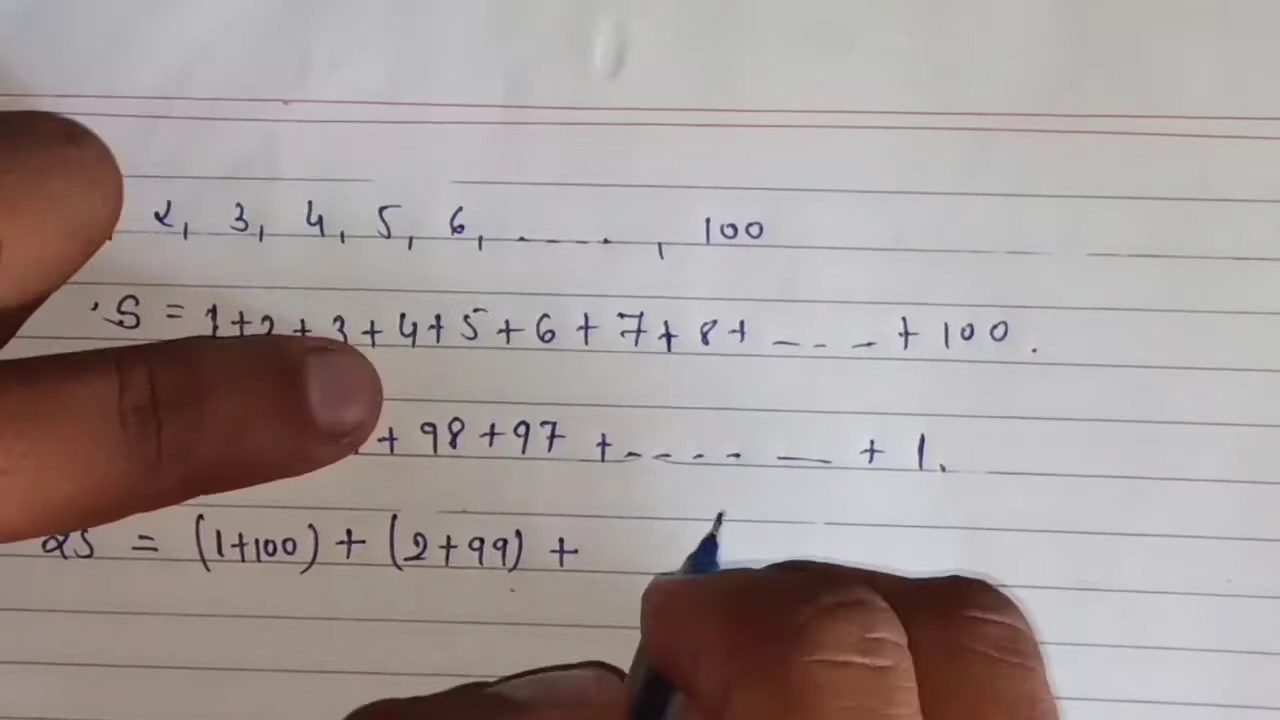 2, 3, 4, 5, 6, - - - - , 100
S = 1+2+3+4+5+6+7+8+ - - - + 100.
+ 98+97 +- - - - — + 1.
2S = (1+100) + (2+99) +